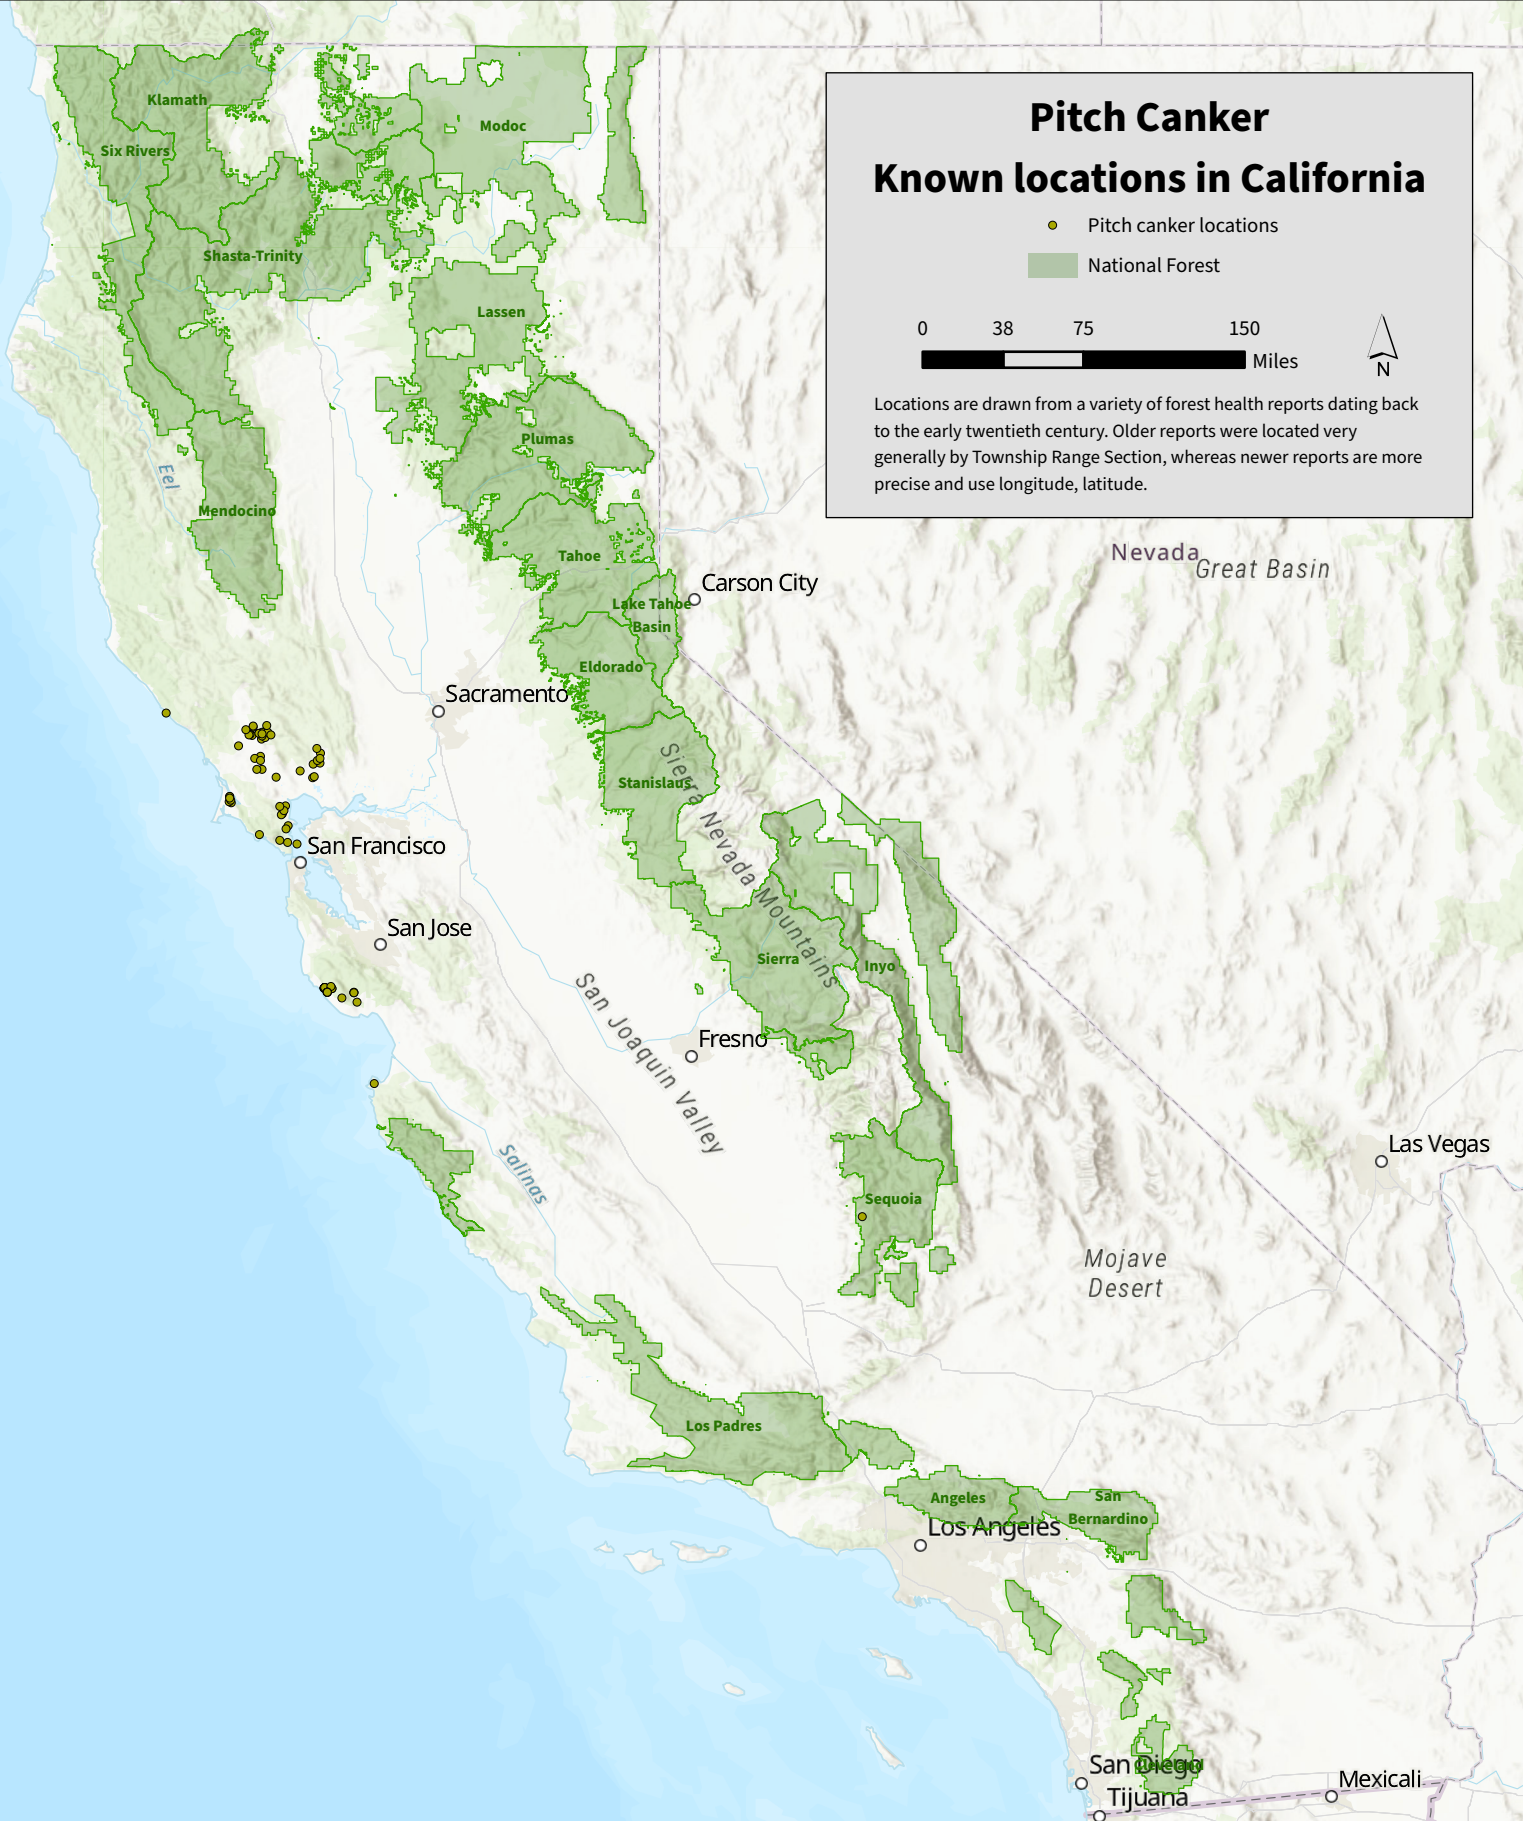 Pitch Canker
Known locations in California
Pitch canker locations
National Forest
0 38 75 150
Miles
N
Locations are drawn from a variety of forest health reports dating back
to the early twentieth century. Older reports were located very
generally by Township Range Section, whereas newer reports are more
precise and use longitude, latitude.
Klamath
Modoc
Six Rivers
Shasta-Trinity
Lassen
Plumas
Eel
Mendocino
Tahoe
Nevada
Great Basin
Carson City
Lake Tahoe
Basin
Eldorado
Sacramento
Stanislaus
Sierra Nevada Mountains
San Francisco
San Jose
Sierra
Inyo
San Joaquin Valley
Fresno
Las Vegas
Salinas
Sequoia
Mojave
Desert
Los Padres
Angeles
San
Bernardino
Los Angeles
San Diego
Cleveland
Tijuana
Mexicali